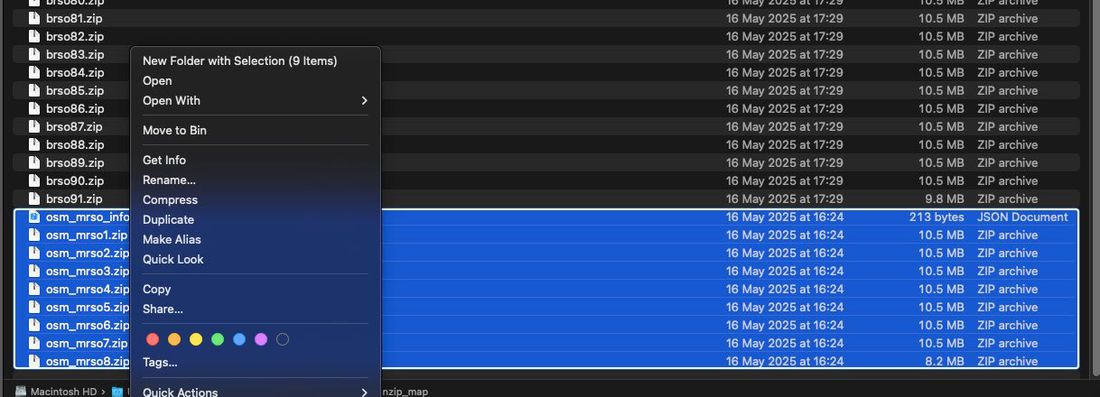 brso80.zip 16 May 2025 at 17:29 10.5 MB ZIP archive
brso81.zip 16 May 2025 at 17:29 10.5 MB ZIP archive
brso82.zip 16 May 2025 at 17:29 10.5 MB ZIP archive
brso83.zip 16 May 2025 at 17:29 10.5 MB ZIP archive
brso84.zip 16 May 2025 at 17:29 10.5 MB ZIP archive
brso85.zip 16 May 2025 at 17:29 10.5 MB ZIP archive
brso86.zip 16 May 2025 at 17:29 10.5 MB ZIP archive
brso87.zip 16 May 2025 at 17:29 10.5 MB ZIP archive
brso88.zip 16 May 2025 at 17:29 10.5 MB ZIP archive
brso89.zip 16 May 2025 at 17:29 10.5 MB ZIP archive
brso90.zip 16 May 2025 at 17:29 10.5 MB ZIP archive
brso91.zip 16 May 2025 at 17:29 9.8 MB ZIP archive
osm_mrso_info 16 May 2025 at 16:24 213 bytes JSON Document
osm_mrso1.zip 16 May 2025 at 16:24 10.5 MB ZIP archive
osm_mrso2.zip 16 May 2025 at 16:24 10.5 MB ZIP archive
osm_mrso3.zip 16 May 2025 at 16:24 10.5 MB ZIP archive
osm_mrso4.zip 16 May 2025 at 16:24 10.5 MB ZIP archive
osm_mrso5.zip 16 May 2025 at 16:24 10.5 MB ZIP archive
osm_mrso6.zip 16 May 2025 at 16:24 10.5 MB ZIP archive
osm_mrso7.zip 16 May 2025 at 16:24 10.5 MB ZIP archive
osm_mrso8.zip 16 May 2025 at 16:24 8.2 MB ZIP archive
New Folder with Selection (9 Items)
Open
Open With
Move to Bin
Get Info
Rename...
Compress
Duplicate
Make Alias
Quick Look
Copy
Share...
Tags...
Quick Actions
Macintosh HD
nzip_map